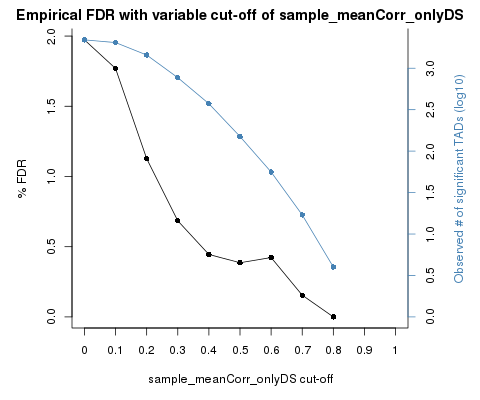 Empirical FDR with variable cut-off of sample_meanCorr_onlyDS
% FDR
0.0 0.5 1.0 1.5 2.0
0 0.1 0.2 0.3 0.4 0.5 0.6 0.7 0.8 0.9 1
sample_meanCorr_onlyDS cut-off
0.0 0.5 1.0 1.5 2.0 2.5 3.0
Observed # of significant TADs (log10)